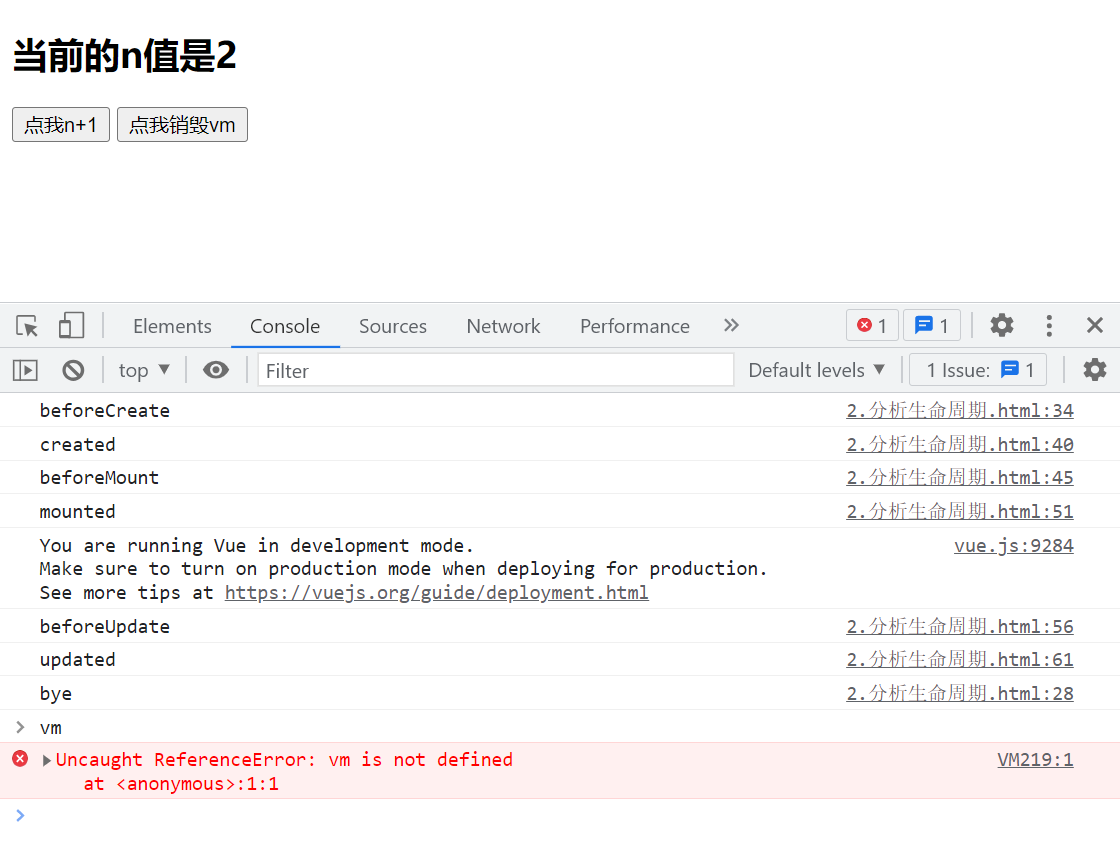 当前的n值是2
点我n+1 点我销毁vm
Elements Console Sources Network Performance 1 1
top Filter Default levels 1 Issue: 1
beforeCreate 2.分析生命周期.html:34
created 2.分析生命周期.html:40
beforeMount 2.分析生命周期.html:45
mounted 2.分析生命周期.html:51
You are running Vue in development mode. vue.js:9284
Make sure to turn on production mode when deploying for production.
See more tips at https://vuejs.org/guide/deployment.html
beforeUpdate 2.分析生命周期.html:56
updated 2.分析生命周期.html:61
bye 2.分析生命周期.html:28
vm
Uncaught ReferenceError: vm is not defined VM219:1
at <anonymous>:1:1